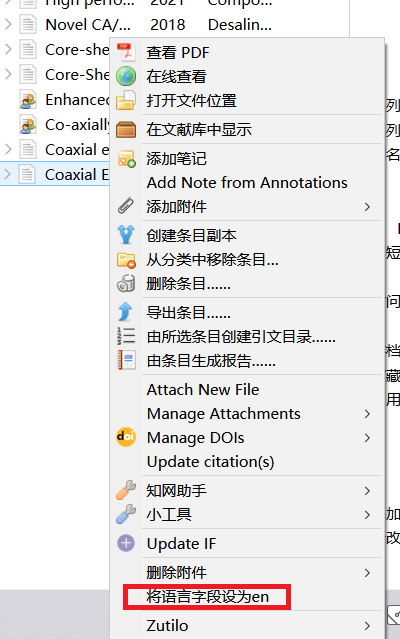 High perfo... 2021 Compo...
Novel CA/... 2018 Desalin...
Core-she
Core-She
Enhanced
Co-axially
Coaxial e
Coaxial E
查看 PDF
在线查看
打开文件位置
在文献库中显示
添加笔记
Add Note from Annotations
添加附件
创建条目副本
从分类中移除条目...
删除条目......
导出条目......
由所选条目创建引文目录......
由条目生成报告......
Attach New File
Manage Attachments
doi Manage DOIs
Update citation(s)
知网助手
小工具
Update IF
删除附件
将语言字段设为en
Zutilo
列
列
名
短
问
档
藏
用
加
改